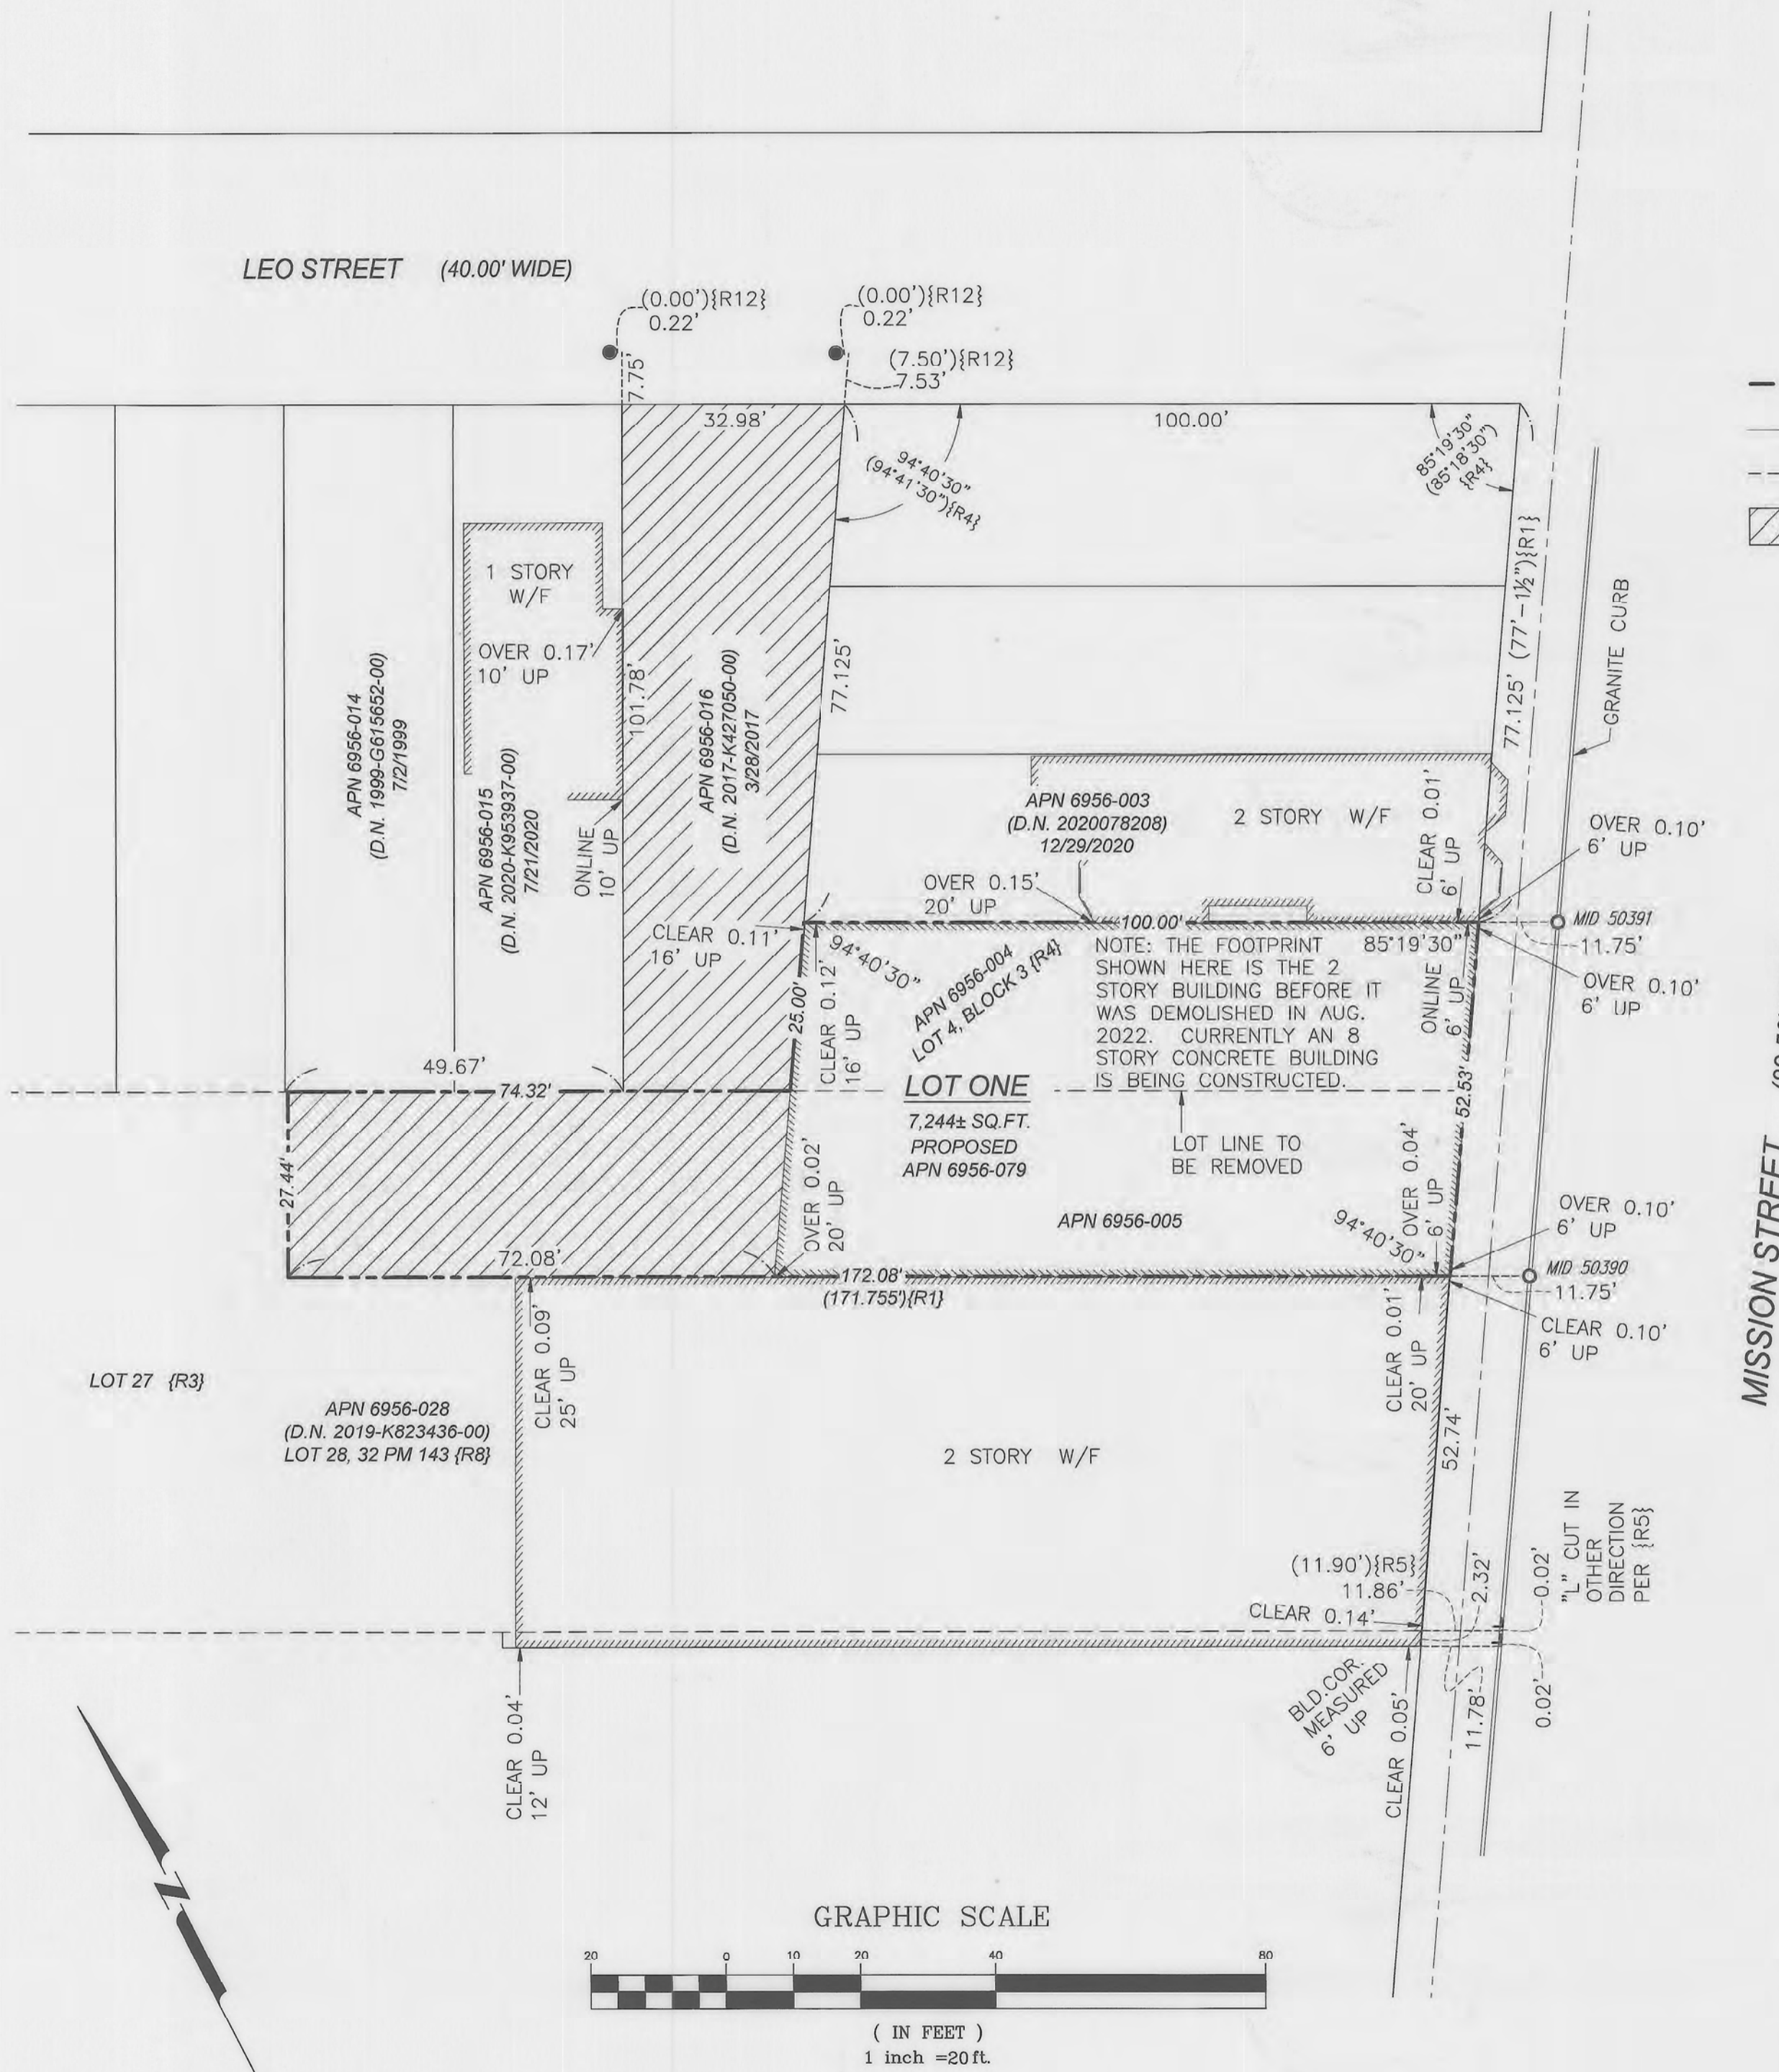 LEO STREET (40.00' WIDE)
(0.00'){R12}
0.22'
(0.00'){R12}
0.22'
7.75'
(7.50'){R12}
7.53'
32.98'
100.00'
94°40'30"
(94°41'30"){R4}
85°19'30"
(85°18'30")
{R4}
77.125' (77'-1½"){R1}
GRANITE CURB
1 STORY
W/F
OVER 0.17'
10' UP
101.78'
77.125'
APN 6956-014
(D.N. 1999-G615652-00)
7/2/1999
APN 6956-015
(D.N. 2020-K953937-00)
7/21/2020
ONLINE
10' UP
APN 6956-016
(D.N. 2017-K427050-00)
3/28/2017
APN 6956-003
(D.N. 2020078208)
12/29/2020
2 STORY W/F
CLEAR 0.01'
6' UP
OVER 0.10'
6' UP
OVER 0.15'
20' UP
100.00'
MID 50391
11.75'
CLEAR 0.11'
16' UP
94°40'30"
APN 6956-004
LOT 4, BLOCK 3 {R4}
NOTE: THE FOOTPRINT
SHOWN HERE IS THE 2
STORY BUILDING BEFORE IT
WAS DEMOLISHED IN AUG.
2022. CURRENTLY AN 8
STORY CONCRETE BUILDING
IS BEING CONSTRUCTED.
85°19'30"
ONLINE
6' UP
OVER 0.10'
6' UP
25.00'
CLEAR 0.12'
16' UP
49.67'
74.32'
52.53'
LOT ONE
7,244± SQ.FT.
PROPOSED
APN 6956-079
LOT LINE TO
BE REMOVED
27.44'
OVER 0.02'
20' UP
APN 6956-005
OVER 0.04'
6' UP
94°40'30"
OVER 0.10'
6' UP
MISSION STREET
72.08'
172.08'
(171.755'){R1}
MID 50390
11.75'
CLEAR 0.10'
6' UP
CLEAR 0.09'
25' UP
CLEAR 0.01'
20' UP
LOT 27 {R3}
APN 6956-028
(D.N. 2019-K823436-00)
LOT 28, 32 PM 143 {R8}
2 STORY W/F
52.74'
(11.90'){R5}
11.86'
CLEAR 0.14'
2.32'
0.02'
"L" CUT IN
OTHER
DIRECTION
PER {R5}
CLEAR 0.04'
12' UP
BLD.COR.
MEASURED
6' UP
CLEAR 0.05'
11.78'
0.02'
Z
GRAPHIC SCALE
20 0 10 20 40 80
( IN FEET )
1 inch =20 ft.